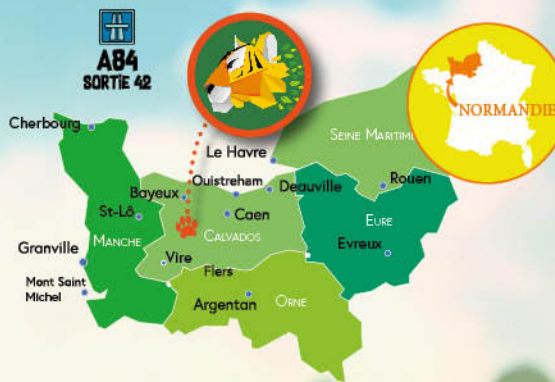 A84
SORTIE 42
Cherbourg
SEINE MARITIME
NORMANDIE
Le Havre
Ouistreham
Deauville
Rouen
Bayeux
St-Lô
Caen
MANCHE
CALVADOS
EURE
Granville
Vire
Evreux
Mont Saint
Michel
Flers
Argentan
ORNE